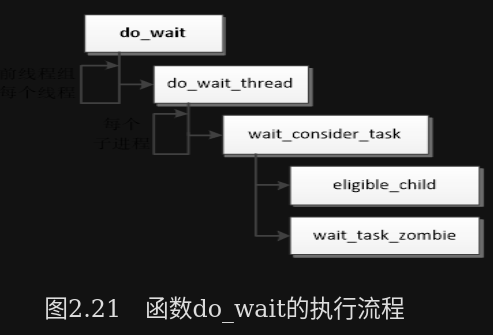 do_wait
的线程组
每个线程
do_wait_thread
每个
子进程
wait_consider_task
eligible_child
wait_task_zombie
图2.21 函数do_wait的执行流程